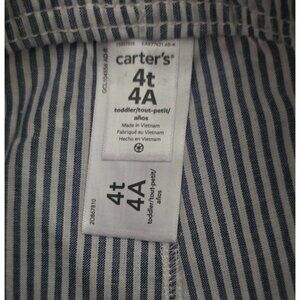 carter's®
4t
4A
toddler/tout-petit/
años
Made in Vietnam
Fabriqué au Vietnam
Hecho en Vietnam
4t
4A
toddler/tout-petit/
años